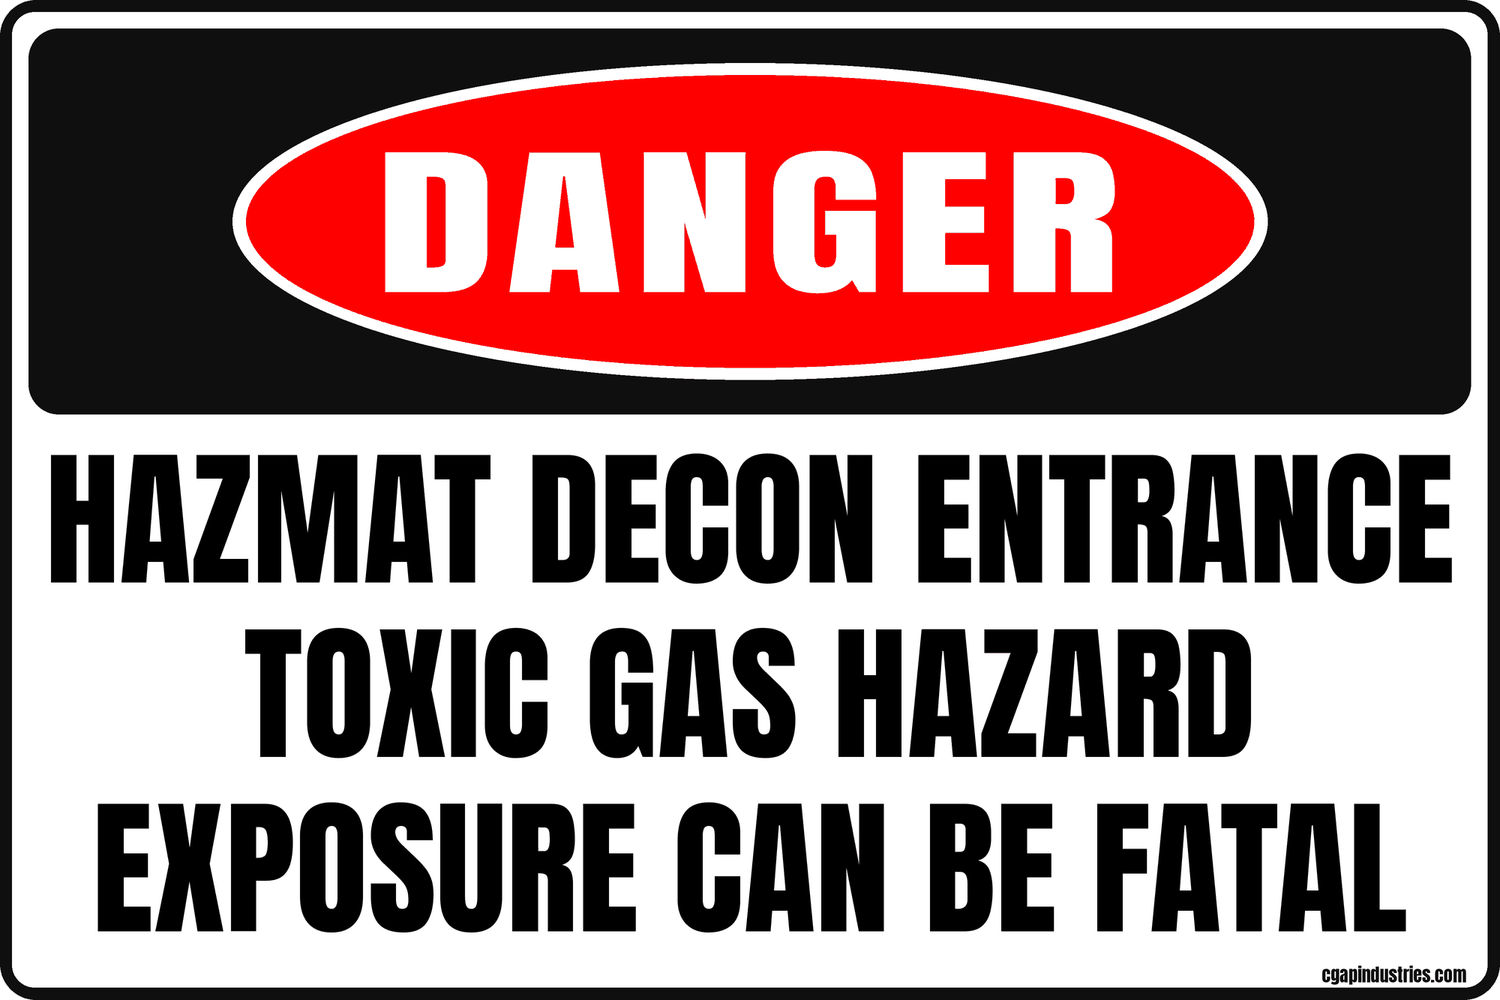 DANGER
HAZMAT DECON ENTRANCE
TOXIC GAS HAZARD
EXPOSURE CAN BE FATAL
cgapindustries.com